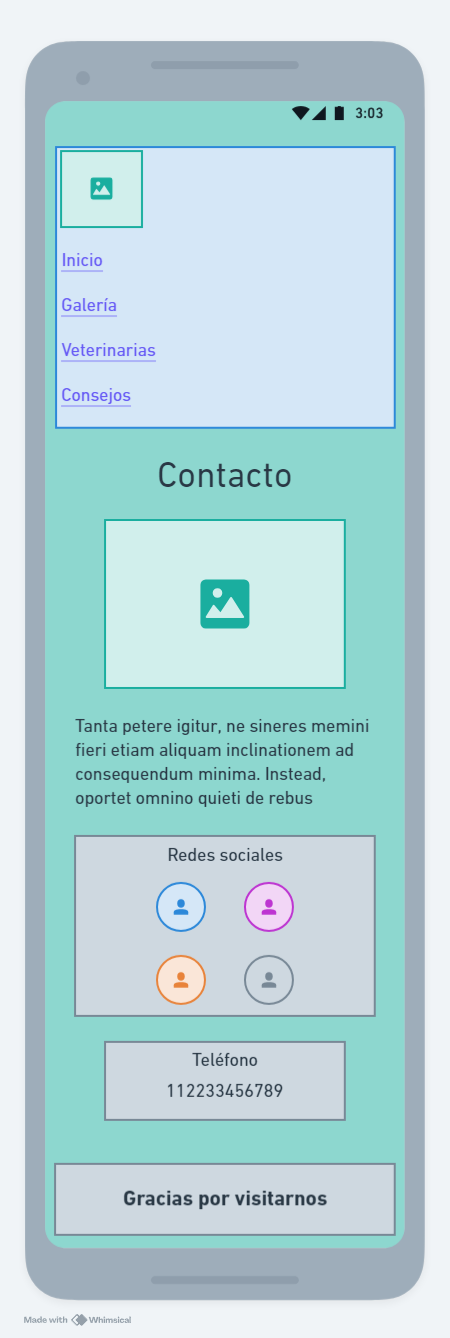 3:03
Inicio
Galería
Veterinarias
Consejos
Contacto
Tanta petere igitur, ne sineres memini
fieri etiam aliquam inclinationem ad
consequendum minima. Instead,
oportet omnino quieti de rebus
Redes sociales
Teléfono
112233456789
Gracias por visitarnos
Made with Whimsical